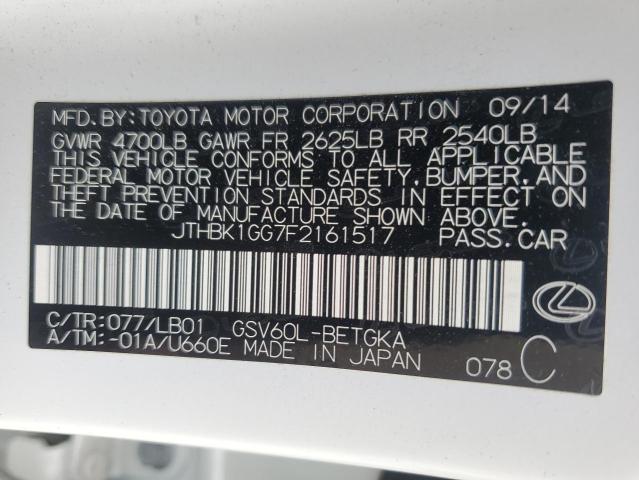 MFD.BY:TOYOTA MOTOR CORPORATION 09/14
GVWR 4700LB GAWR FR 2625LB RR 2540LB
THIS VEHICLE CONFORMS TO ALL APPLICABLE
FEDERAL MOTOR VEHICLE SAFETY, BUMPER, AND
THEFT PREVENTION STANDARDS IN EFFECT ON
THE DATE OF MANUFACTURE SHOWN ABOVE.
JTHBK1GG7F2161517 PASS.CAR
C/TR:077/LB01 GSV60L-BETGKA
A/TM:-01A/U660E MADE IN JAPAN
078 C